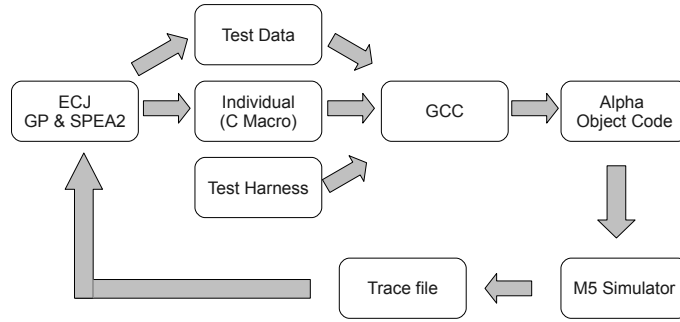 Test Data
ECJ
GP & SPEA2
Individual
(C Macro)
GCC
Alpha
Object Code
Test Harness
Trace file
M5 Simulator